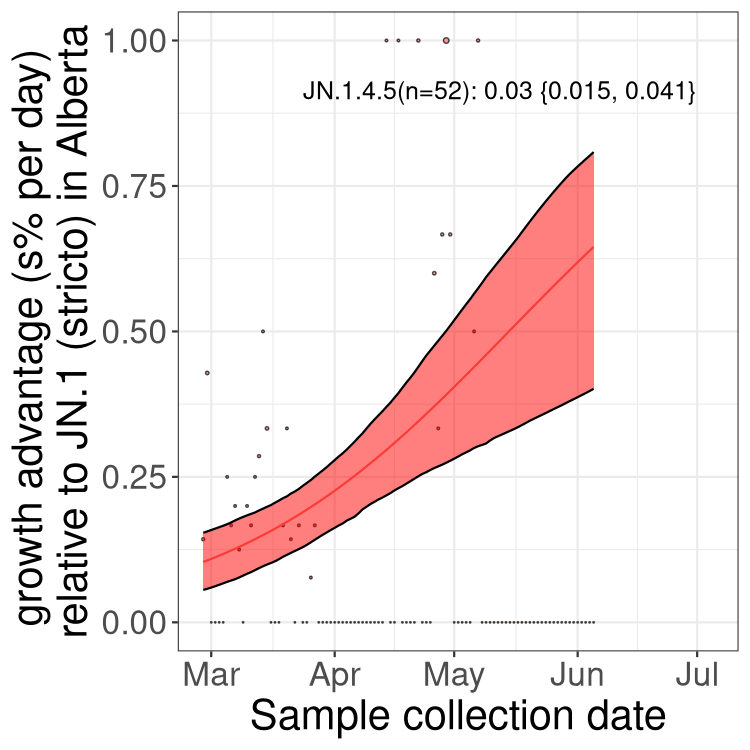 growth advantage (s% per day)
relative to JN.1 (stricto) in Alberta
1.00
0.75
0.50
0.25
0.00
JN.1.4.5(n=52): 0.03 {0.015, 0.041}
Mar Apr May Jun Jul
Sample collection date